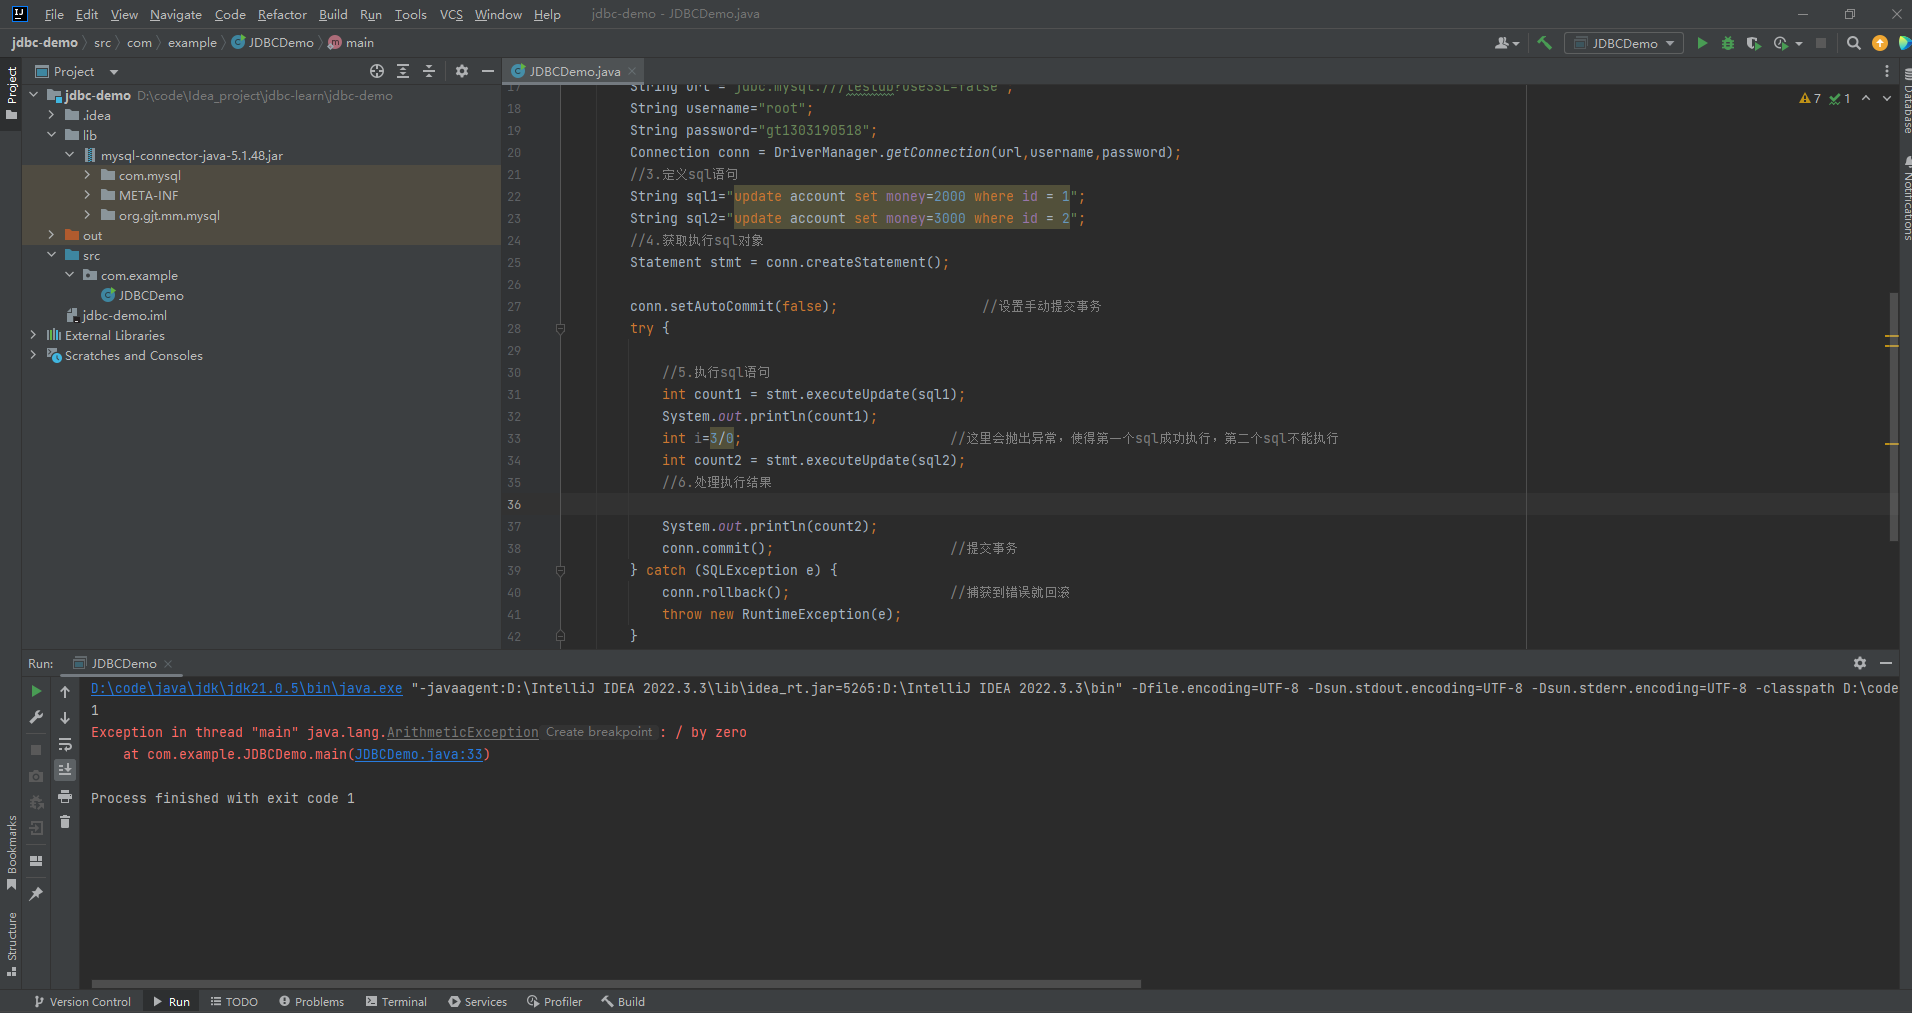 File Edit View Navigate Code Refactor Build Run Tools VCS Window Help jdbc-demo - JDBCDemo.java
jdbc-demo src com example JDBCDemo main
JDBCDemo
Project
Project
jdbc-demo D:\code\Idea_project\jdbc-learn\jdbc-demo
.idea
lib
mysql-connector-java-5.1.48.jar
com.mysql
META-INF
org.gjt.mm.mysql
out
src
com.example
JDBCDemo
jdbc-demo.iml
External Libraries
Scratches and Consoles
JDBCDemo.java
7 1
17 String url = "jdbc:mysql:///testdb?useSSL=false";
18 String username="root";
19 String password="gt1303190518";
20 Connection conn = DriverManager.getConnection(url,username,password);
21 //3.定义sql语句
22 String sql1="update account set money=2000 where id = 1";
23 String sql2="update account set money=3000 where id = 2";
24 //4.获取执行sql对象
25 Statement stmt = conn.createStatement();
26
27 conn.setAutoCommit(false); //设置手动提交事务
28 try {
29
30 //5.执行sql语句
31 int count1 = stmt.executeUpdate(sql1);
32 System.out.println(count1);
33 int i=3/0; //这里会抛出异常，使得第一个sql成功执行，第二个sql不能执行
34 int count2 = stmt.executeUpdate(sql2);
35 //6.处理执行结果
36
37 System.out.println(count2);
38 conn.commit(); //提交事务
39 } catch (SQLException e) {
40 conn.rollback(); //捕获到错误就回滚
41 throw new RuntimeException(e);
42 }
Database
Notifications
Run: JDBCDemo
D:\code\java\jdk\jdk21.0.5\bin\java.exe "-javaagent:D:\IntelliJ IDEA 2022.3.3\lib\idea_rt.jar=5265:D:\IntelliJ IDEA 2022.3.3\bin" -Dfile.encoding=UTF-8 -Dsun.stdout.encoding=UTF-8 -Dsun.stderr.encoding=UTF-8 -classpath D:\code
1
Exception in thread "main" java.lang.ArithmeticException Create breakpoint : / by zero
at com.example.JDBCDemo.main(JDBCDemo.java:33)
Process finished with exit code 1
Bookmarks
Structure
Version Control Run TODO Problems Terminal Services Profiler Build